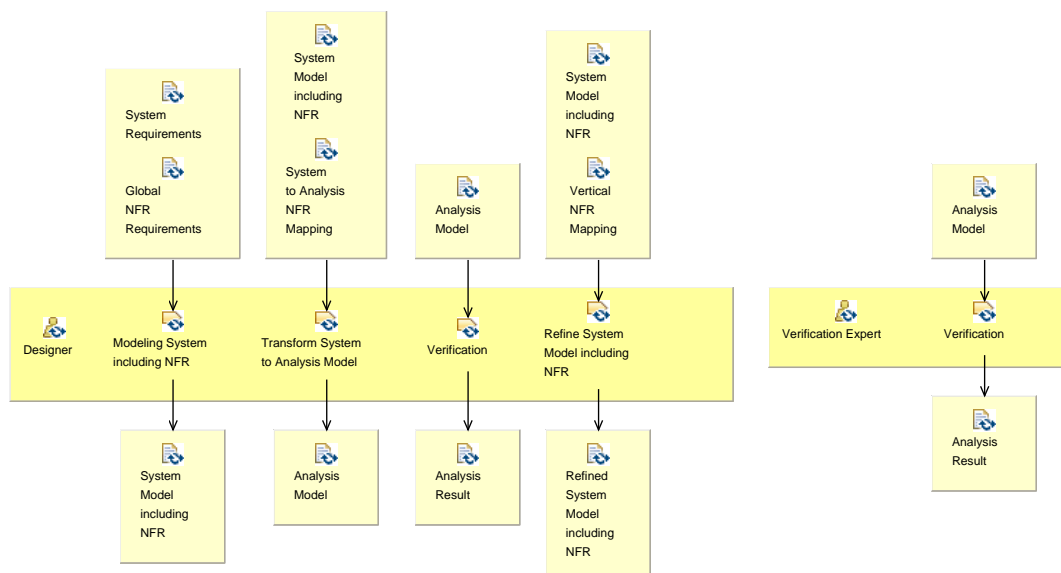 System
Requirements
Global
NFR
Requirements
System
Model
including
NFR
System
to Analysis
NFR
Mapping
Analysis
Model
System
Model
including
NFR
Vertical
NFR
Mapping
Analysis
Model
Designer
Modeling System
including NFR
Transform System
to Analysis Model
Verification
Refine System
Model including
NFR
Verification Expert
Verification
System
Model
including
NFR
Analysis
Model
Analysis
Result
Refined
System
Model
including
NFR
Analysis
Result